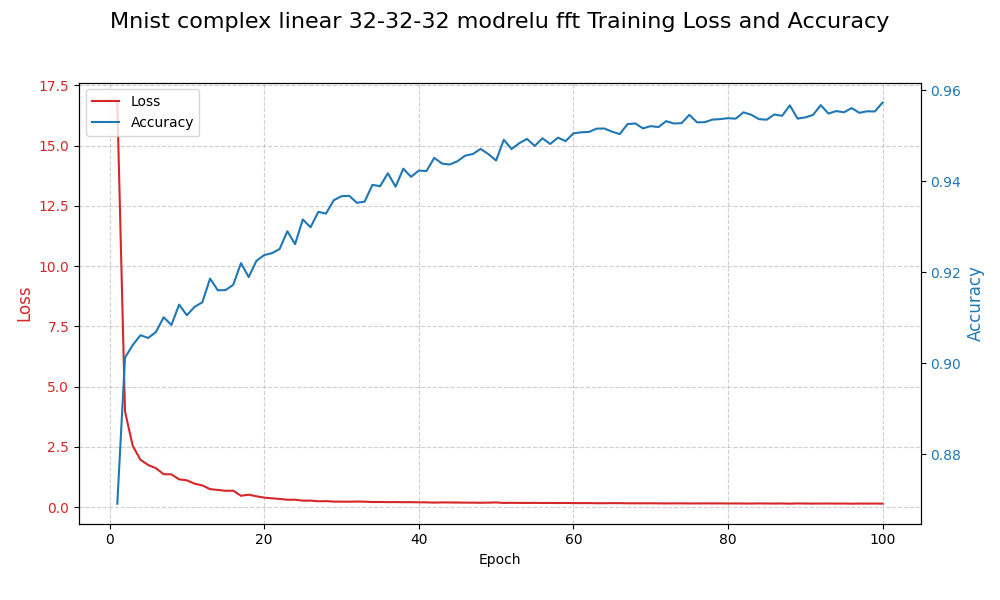 Mnist complex linear 32-32-32 modrelu fft Training Loss and Accuracy
Loss
Accuracy
17.5
15.0
12.5
10.0
7.5
5.0
2.5
0.0
Loss
0.96
0.94
0.92
0.90
0.88
Accuracy
0 20 40 60 80 100
Epoch